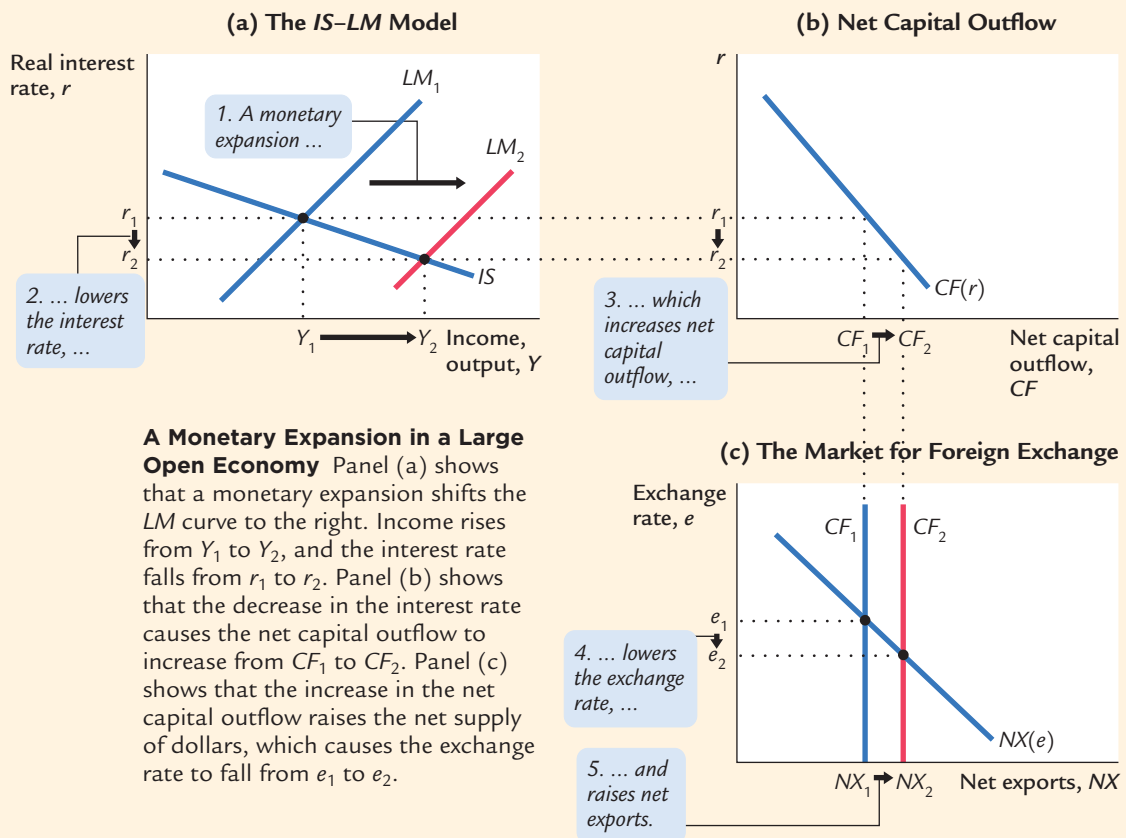 (a) The IS–LM Model
Real interest
rate, r
LM₁
1. A monetary
expansion ...
LM₂
r₁
r₂
IS
2. ... lowers
the interest
rate, ...
Y₁
Y₂
Income,
output, Y
(b) Net Capital Outflow
r
r₁
r₂
CF(r)
3. ... which
increases net
capital
outflow, ...
CF₁
CF₂
Net capital
outflow,
CF
A Monetary Expansion in a Large
Open Economy Panel (a) shows
that a monetary expansion shifts the
LM curve to the right. Income rises
from Y₁ to Y₂, and the interest rate
falls from r₁ to r₂. Panel (b) shows
that the decrease in the interest rate
causes the net capital outflow to
increase from CF₁ to CF₂. Panel (c)
shows that the increase in the net
capital outflow raises the net supply
of dollars, which causes the exchange
rate to fall from e₁ to e₂.
(c) The Market for Foreign Exchange
Exchange
rate, e
CF₁
CF₂
e₁
e₂
4. ... lowers
the exchange
rate, ...
NX(e)
5. ... and
raises net
exports.
NX₁
NX₂
Net exports, NX